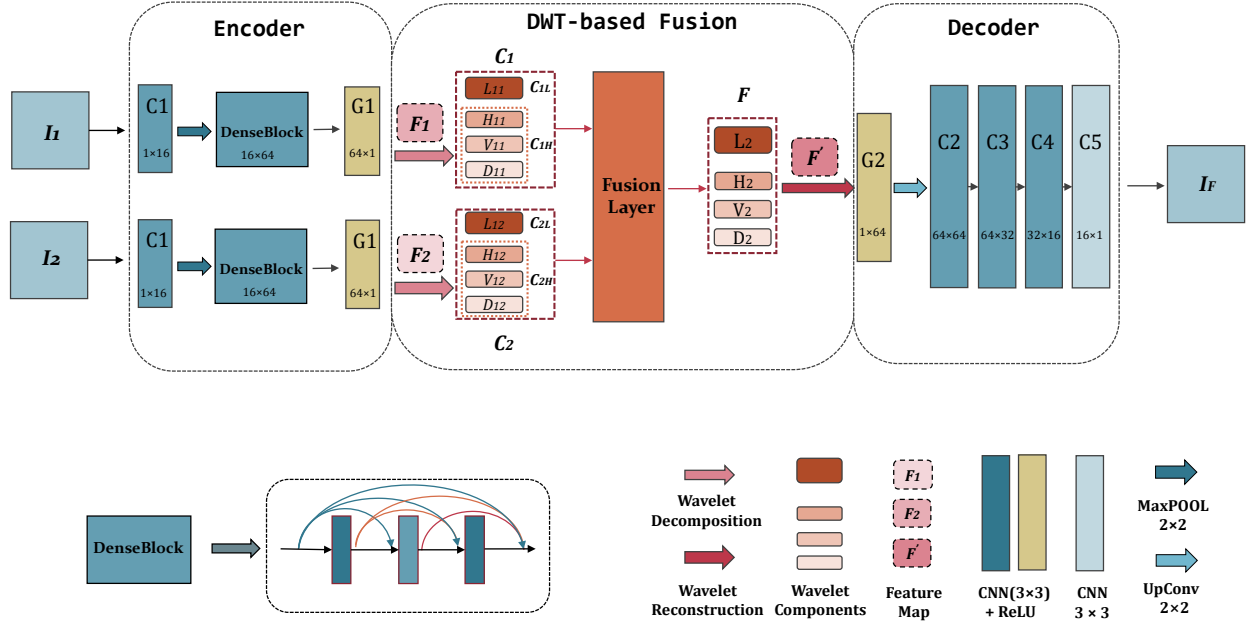 Encoder
DWT-based Fusion
Decoder
I1
C1
1×16
DenseBlock
16×64
G1
64×1
F1
C1
L11
C1L
H11
V11
D11
C1H
I2
C1
1×16
DenseBlock
16×64
G1
64×1
F2
L12
C2L
H12
V12
D12
C2H
C2
Fusion
Layer
F
L2
H2
V2
D2
F′
G2
1×64
C2
64×64
C3
64×32
C4
32×16
C5
16×1
IF
DenseBlock
Wavelet
Decomposition
Wavelet
Reconstruction
Wavelet
Components
F1
F2
F′
Feature
Map
CNN(3×3)
+ ReLU
CNN
3 × 3
MaxPOOL
2×2
UpConv
2×2